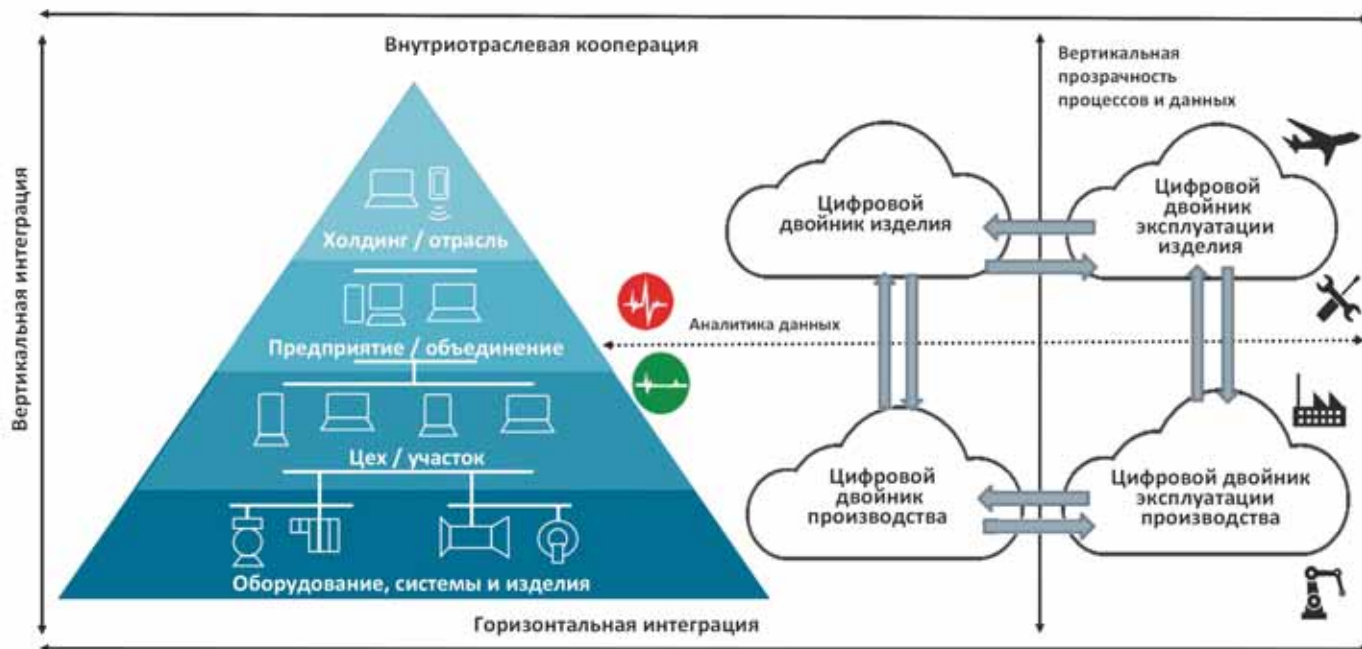 Внутриотраслевая кооперация
Вертикальная
прозрачность
процессов и данных
Вертикальная интеграция
Холдинг / отрасль
Предприятие / объединение
Цех / участок
Оборудование, системы и изделия
Аналитика данных
Цифровой
двойник изделия
Цифровой
двойник
эксплуатации
изделия
Цифровой
двойник
производства
Цифровой двойник
эксплуатации
производства
Горизонтальная интеграция